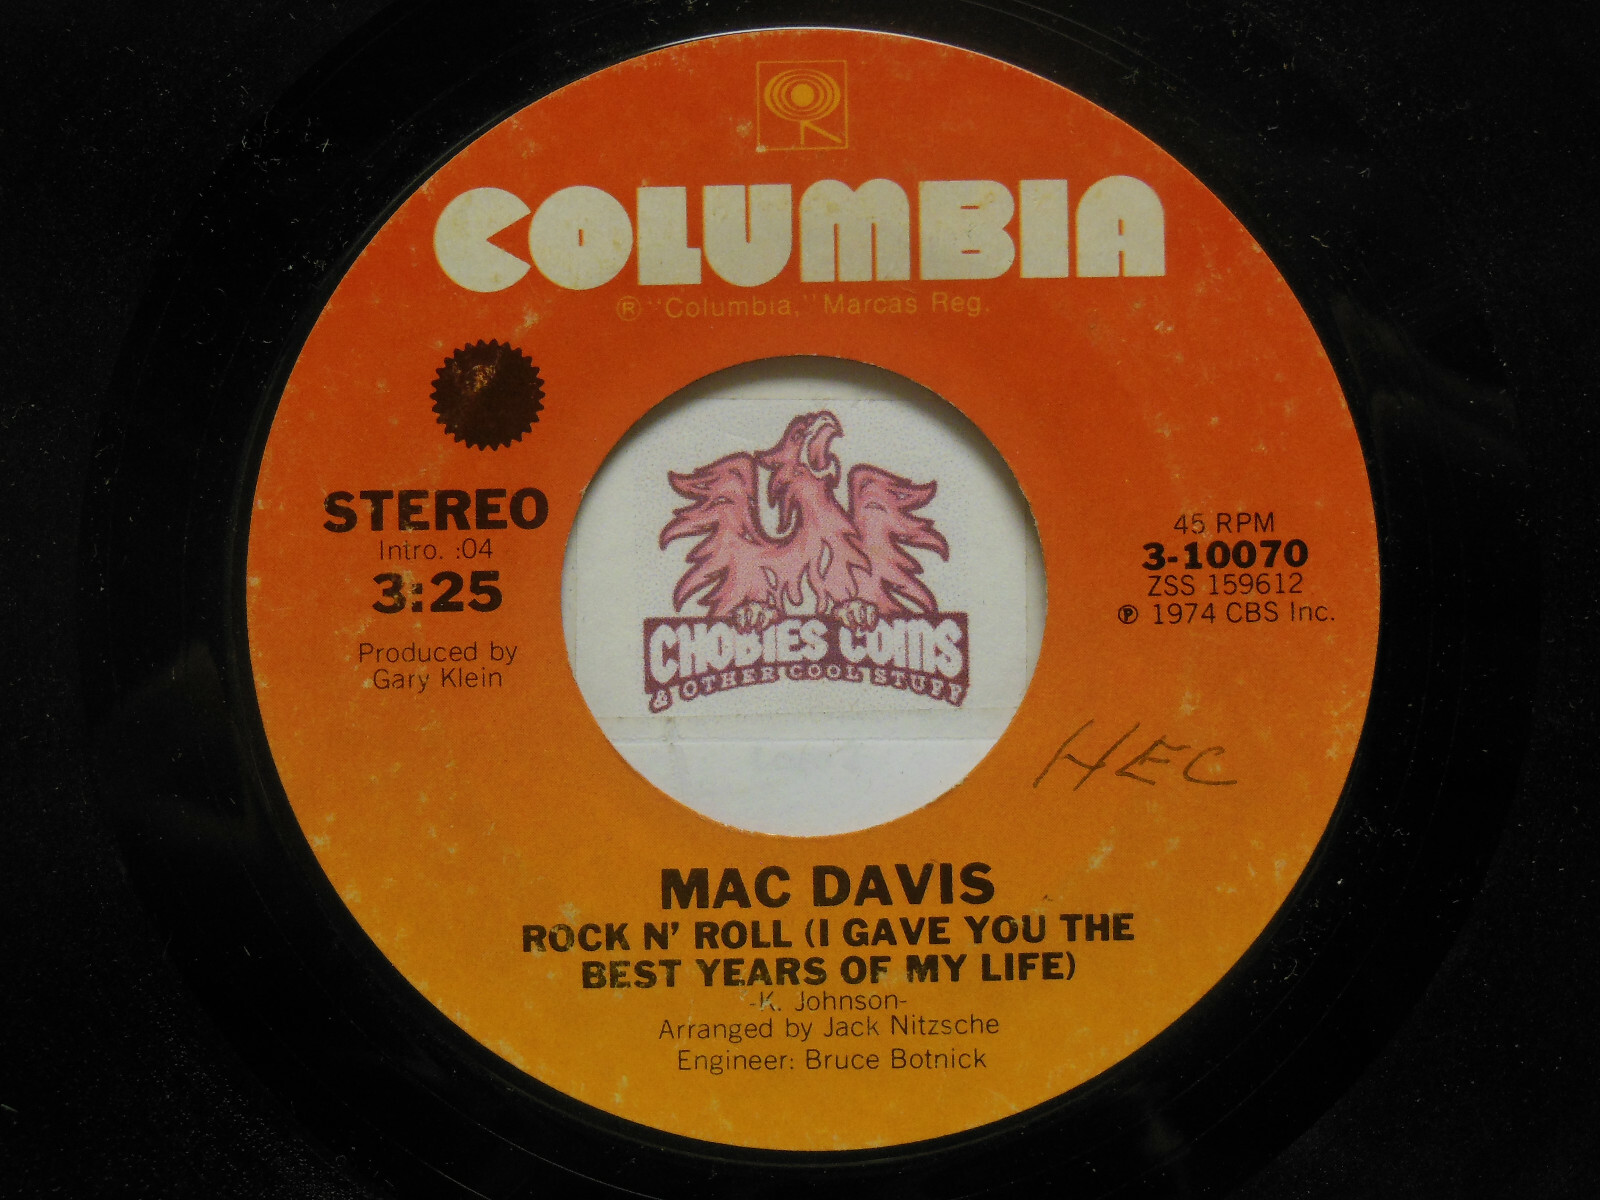 COLUMBIA
® "Columbia," Marcas Reg.
STEREO
Intro. :04
3:25
Produced by
Gary Klein
45 RPM
3-10070
ZSS 159612
℗ 1974 CBS Inc.
CHOBIES COINS
& OTHER COOL STUFF
HEC
MAC DAVIS
ROCK N' ROLL (I GAVE YOU THE
BEST YEARS OF MY LIFE)
-K. Johnson-
Arranged by Jack Nitzsche
Engineer: Bruce Botnick